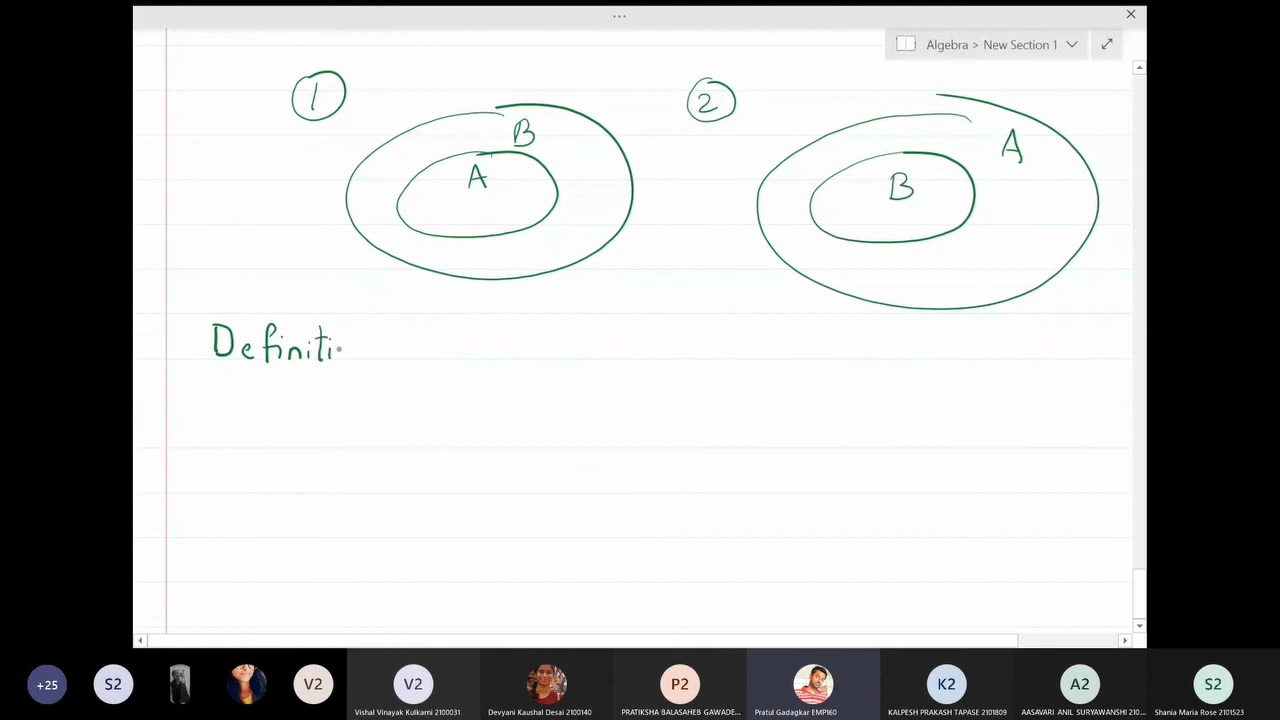 ...
Algebra > New Section 1
1
2
B
A
A
B
Definiti
+25
S2
V2
V2
P2
K2
A2
S2
Vishal Vinayak Kulkarni 2100031
Devyani Kaushal Desai 2100140
PRATIKSHA BALASAHEB GAWADE...
Pratul Gadagkar EMP160
KALPESH PRAKASH TAPASE 2101809
AASAVARI ANIL SURYAWANSHI 210...
Shania Maria Rose 2101523